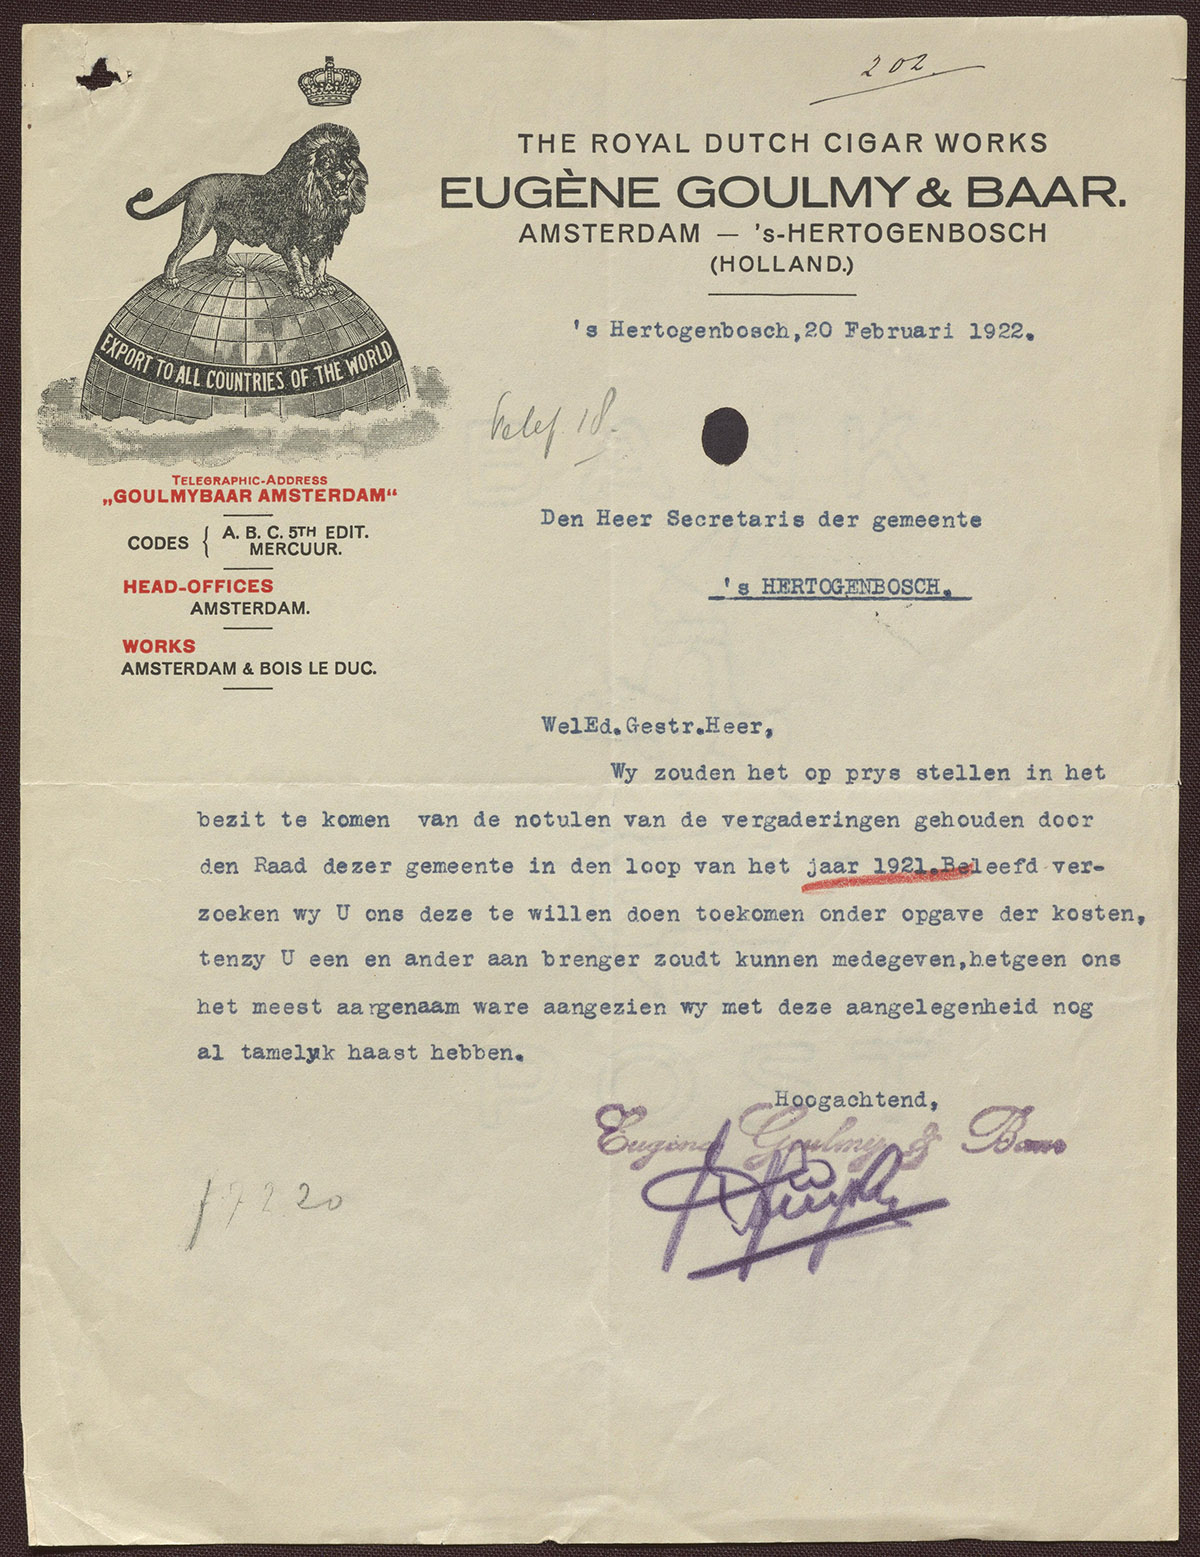 202
THE ROYAL DUTCH CIGAR WORKS
EUGÈNE GOULMY & BAAR.
AMSTERDAM — 's-HERTOGENBOSCH
(HOLLAND.)
EXPORT TO ALL COUNTRIES OF THE WORLD
TELEGRAPHIC-ADDRESS
„GOULMYBAAR AMSTERDAM“
CODES { A. B. C. 5TH EDIT.
MERCUUR.
HEAD-OFFICES
AMSTERDAM.
WORKS
AMSTERDAM & BOIS LE DUC.
's Hertogenbosch,20 Februari 1922.
Telef. 18.
Den Heer Secretaris der gemeente
's HERTOGENBOSCH.
WelEd.Gestr.Heer,
Wy zouden het op prys stellen in het
bezit te komen van de notulen van de vergaderingen gehouden door
den Raad dezer gemeente in den loop van het jaar 1921.Beleefd ver-
zoeken wy U ons deze te willen doen toekomen onder opgave der kosten,
tenzy U een en ander aan brenger zoudt kunnen medegeven,hetgeen ons
het meest aargenaam ware aangezien wy met deze aangelegenheid nog
al tamelyk haast hebben.
Hoogachtend,
Eugène Goulmy & Baar